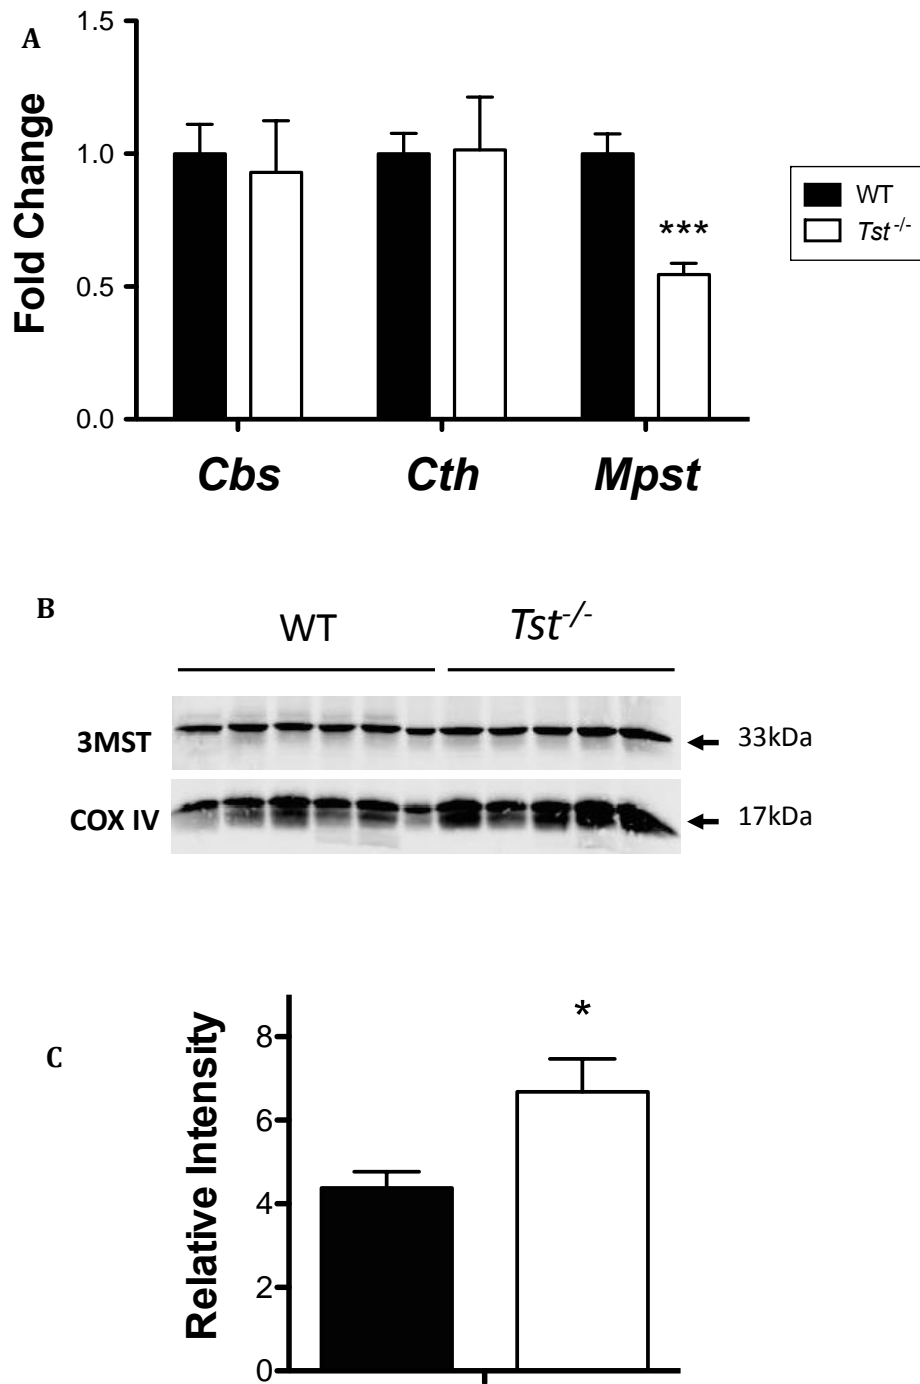 A
Fold Change
1.5
1.0
0.5
0.0
***
Cbs
Cth
Mpst
WT
Tst-/-
B
WT
Tst-/-
3MST
33kDa
COX IV
17kDa
C
Relative Intensity
8
6
4
2
0
*